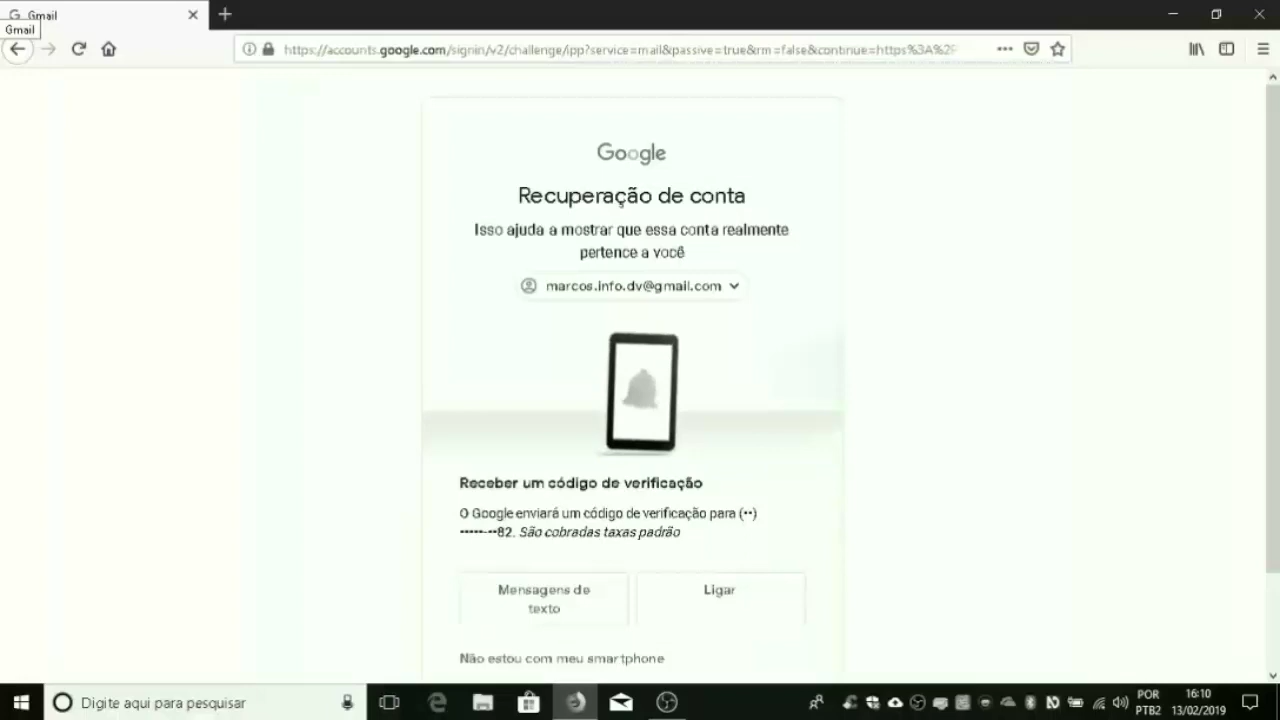 Gmail
Gmail
https://accounts.google.com/signin/v2/challenge/ipp?service=mail&passive=true&rm=false&continue=https%3A%2F
Google
Recuperação de conta
Isso ajuda a mostrar que essa conta realmente
pertence a você
marcos.info.dv@gmail.com
Receber um código de verificação
O Google enviará um código de verificação para (••)
•••••-••82. São cobradas taxas padrão
Mensagens de
texto
Ligar
Não estou com meu smartphone
Digite aqui para pesquisar
POR
PTB2
16:10
13/02/2019